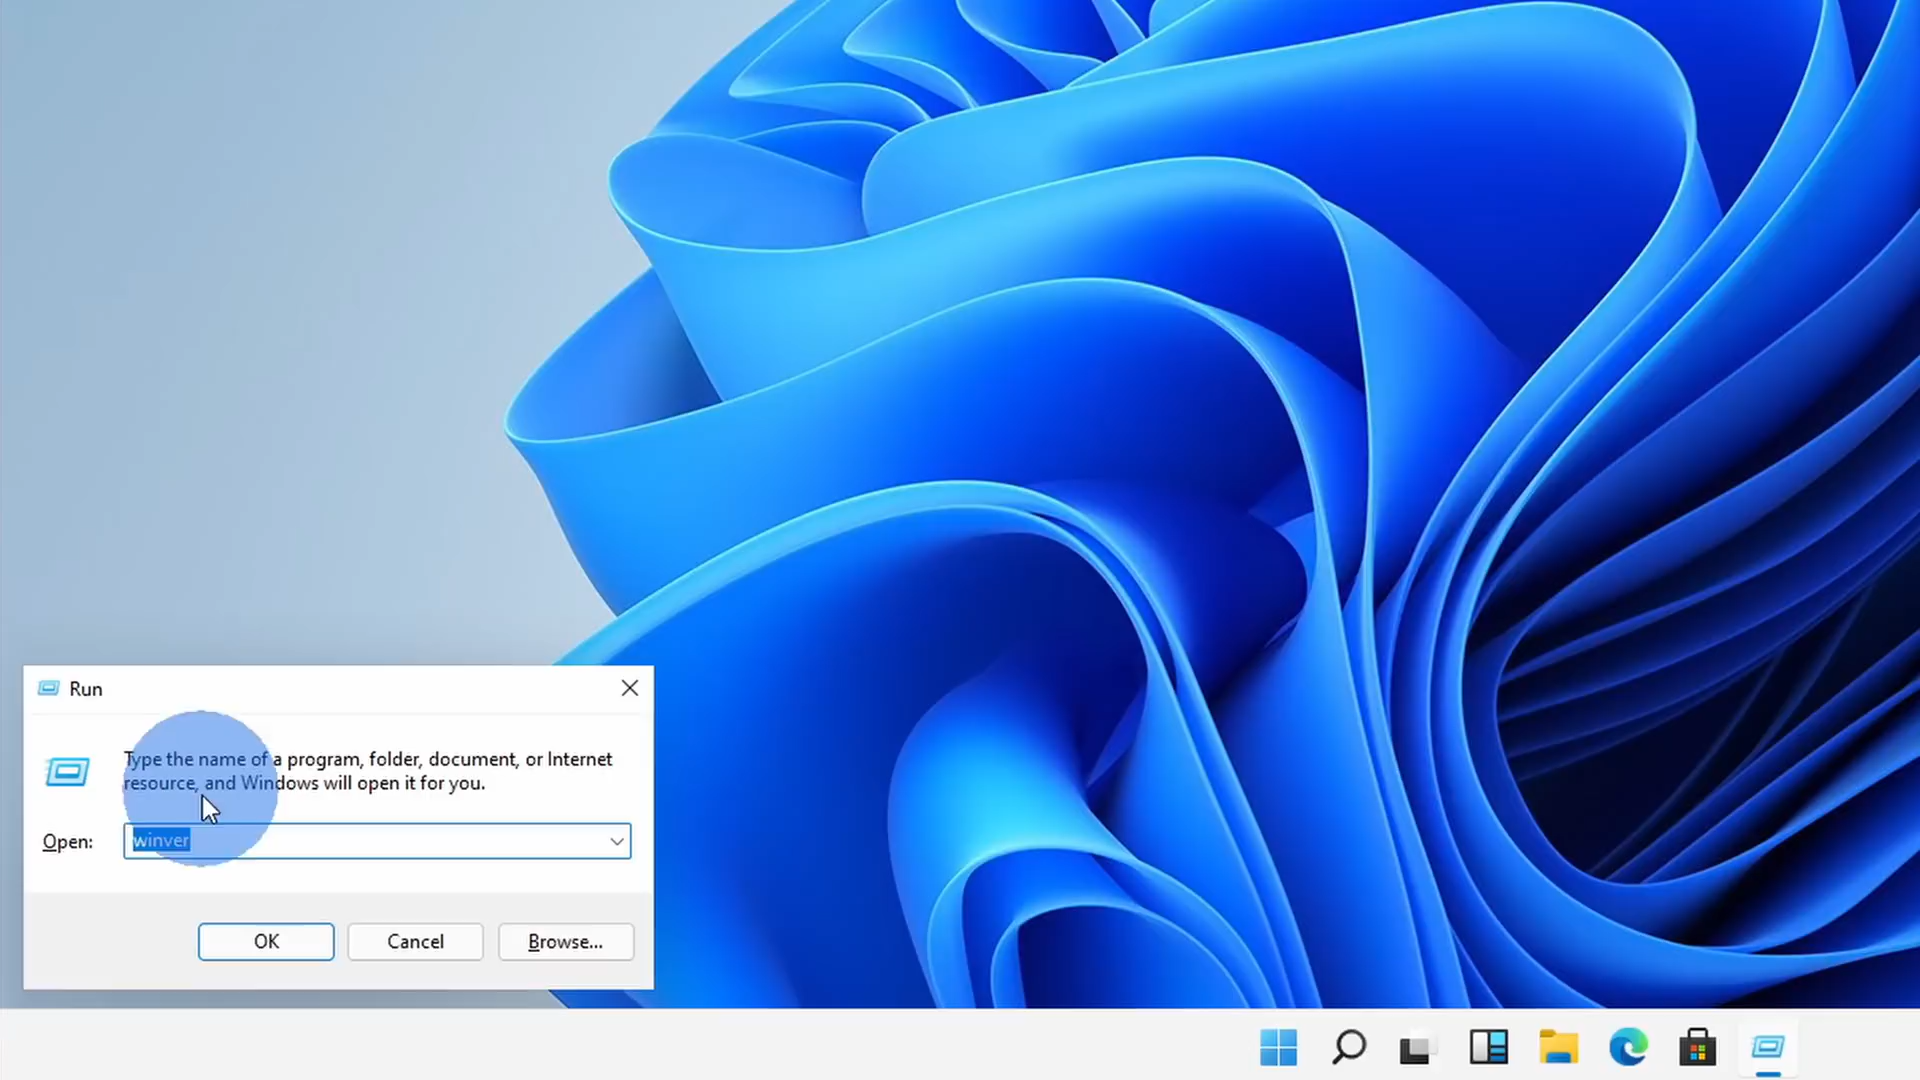 Run
Type the name of a program, folder, document, or Internet
resource, and Windows will open it for you.
Open: winver
OK Cancel Browse...